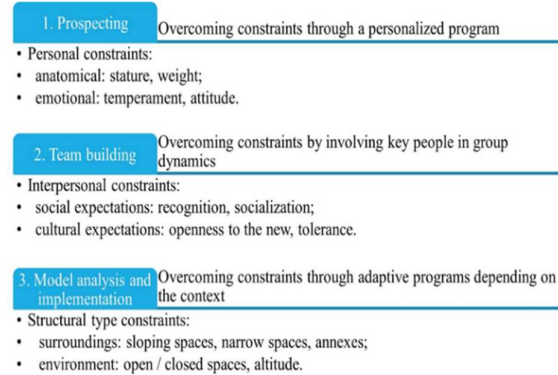 1. Prospecting
Overcoming constraints through a personalized program
• Personal constraints:
• anatomical: stature, weight;
• emotional: temperament, attitude.
2. Team building
Overcoming constraints by involving key people in group
dynamics
• Interpersonal constraints:
• social expectations: recognition, socialization;
• cultural expectations: openness to the new, tolerance.
3. Model analysis and
implementation
Overcoming constraints through adaptive programs depending on
the context
• Structural type constraints:
• surroundings: sloping spaces, narrow spaces, annexes;
• environment: open / closed spaces, altitude.